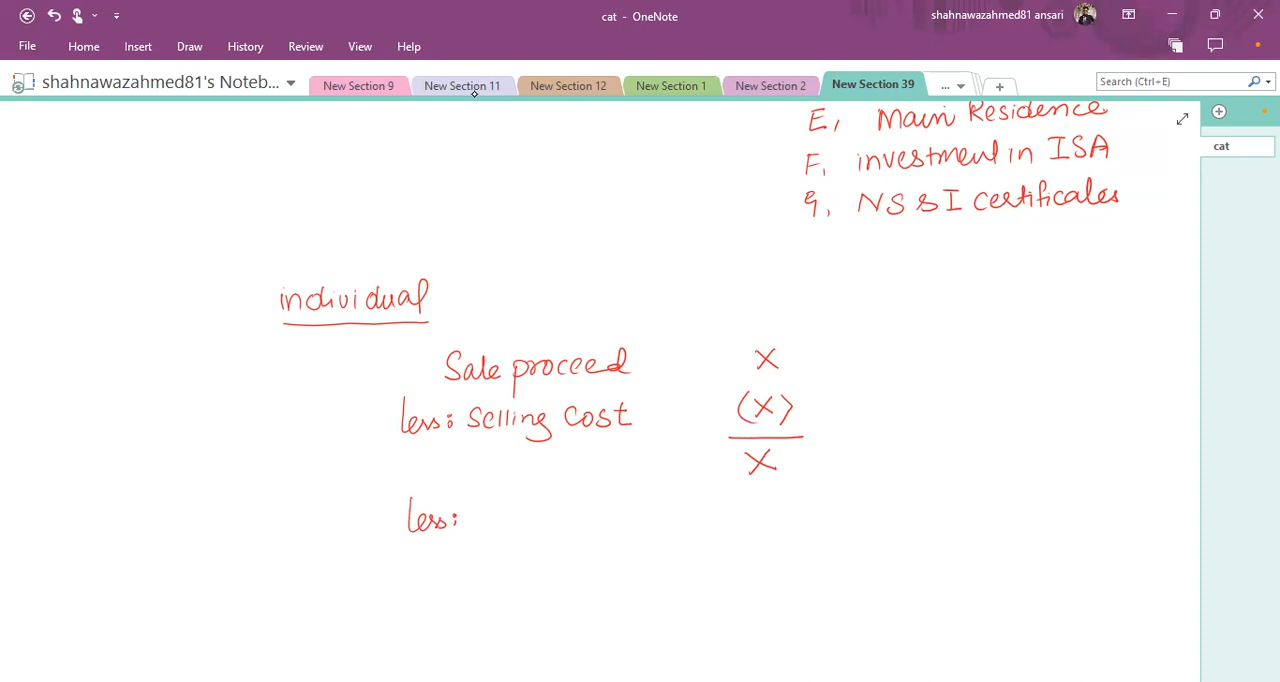 cat - OneNote
shahnawazahmed81 ansari
File Home Insert Draw History Review View Help
shahnawazahmed81's Noteb... New Section 9 New Section 11 New Section 12 New Section 1 New Section 2 New Section 39 ... + Search (Ctrl+E)
cat
E, Main Residence
F, investment in ISA
G, NS & I certificates
individual
Sale proceed X
less: Selling cost (X)
X
less: